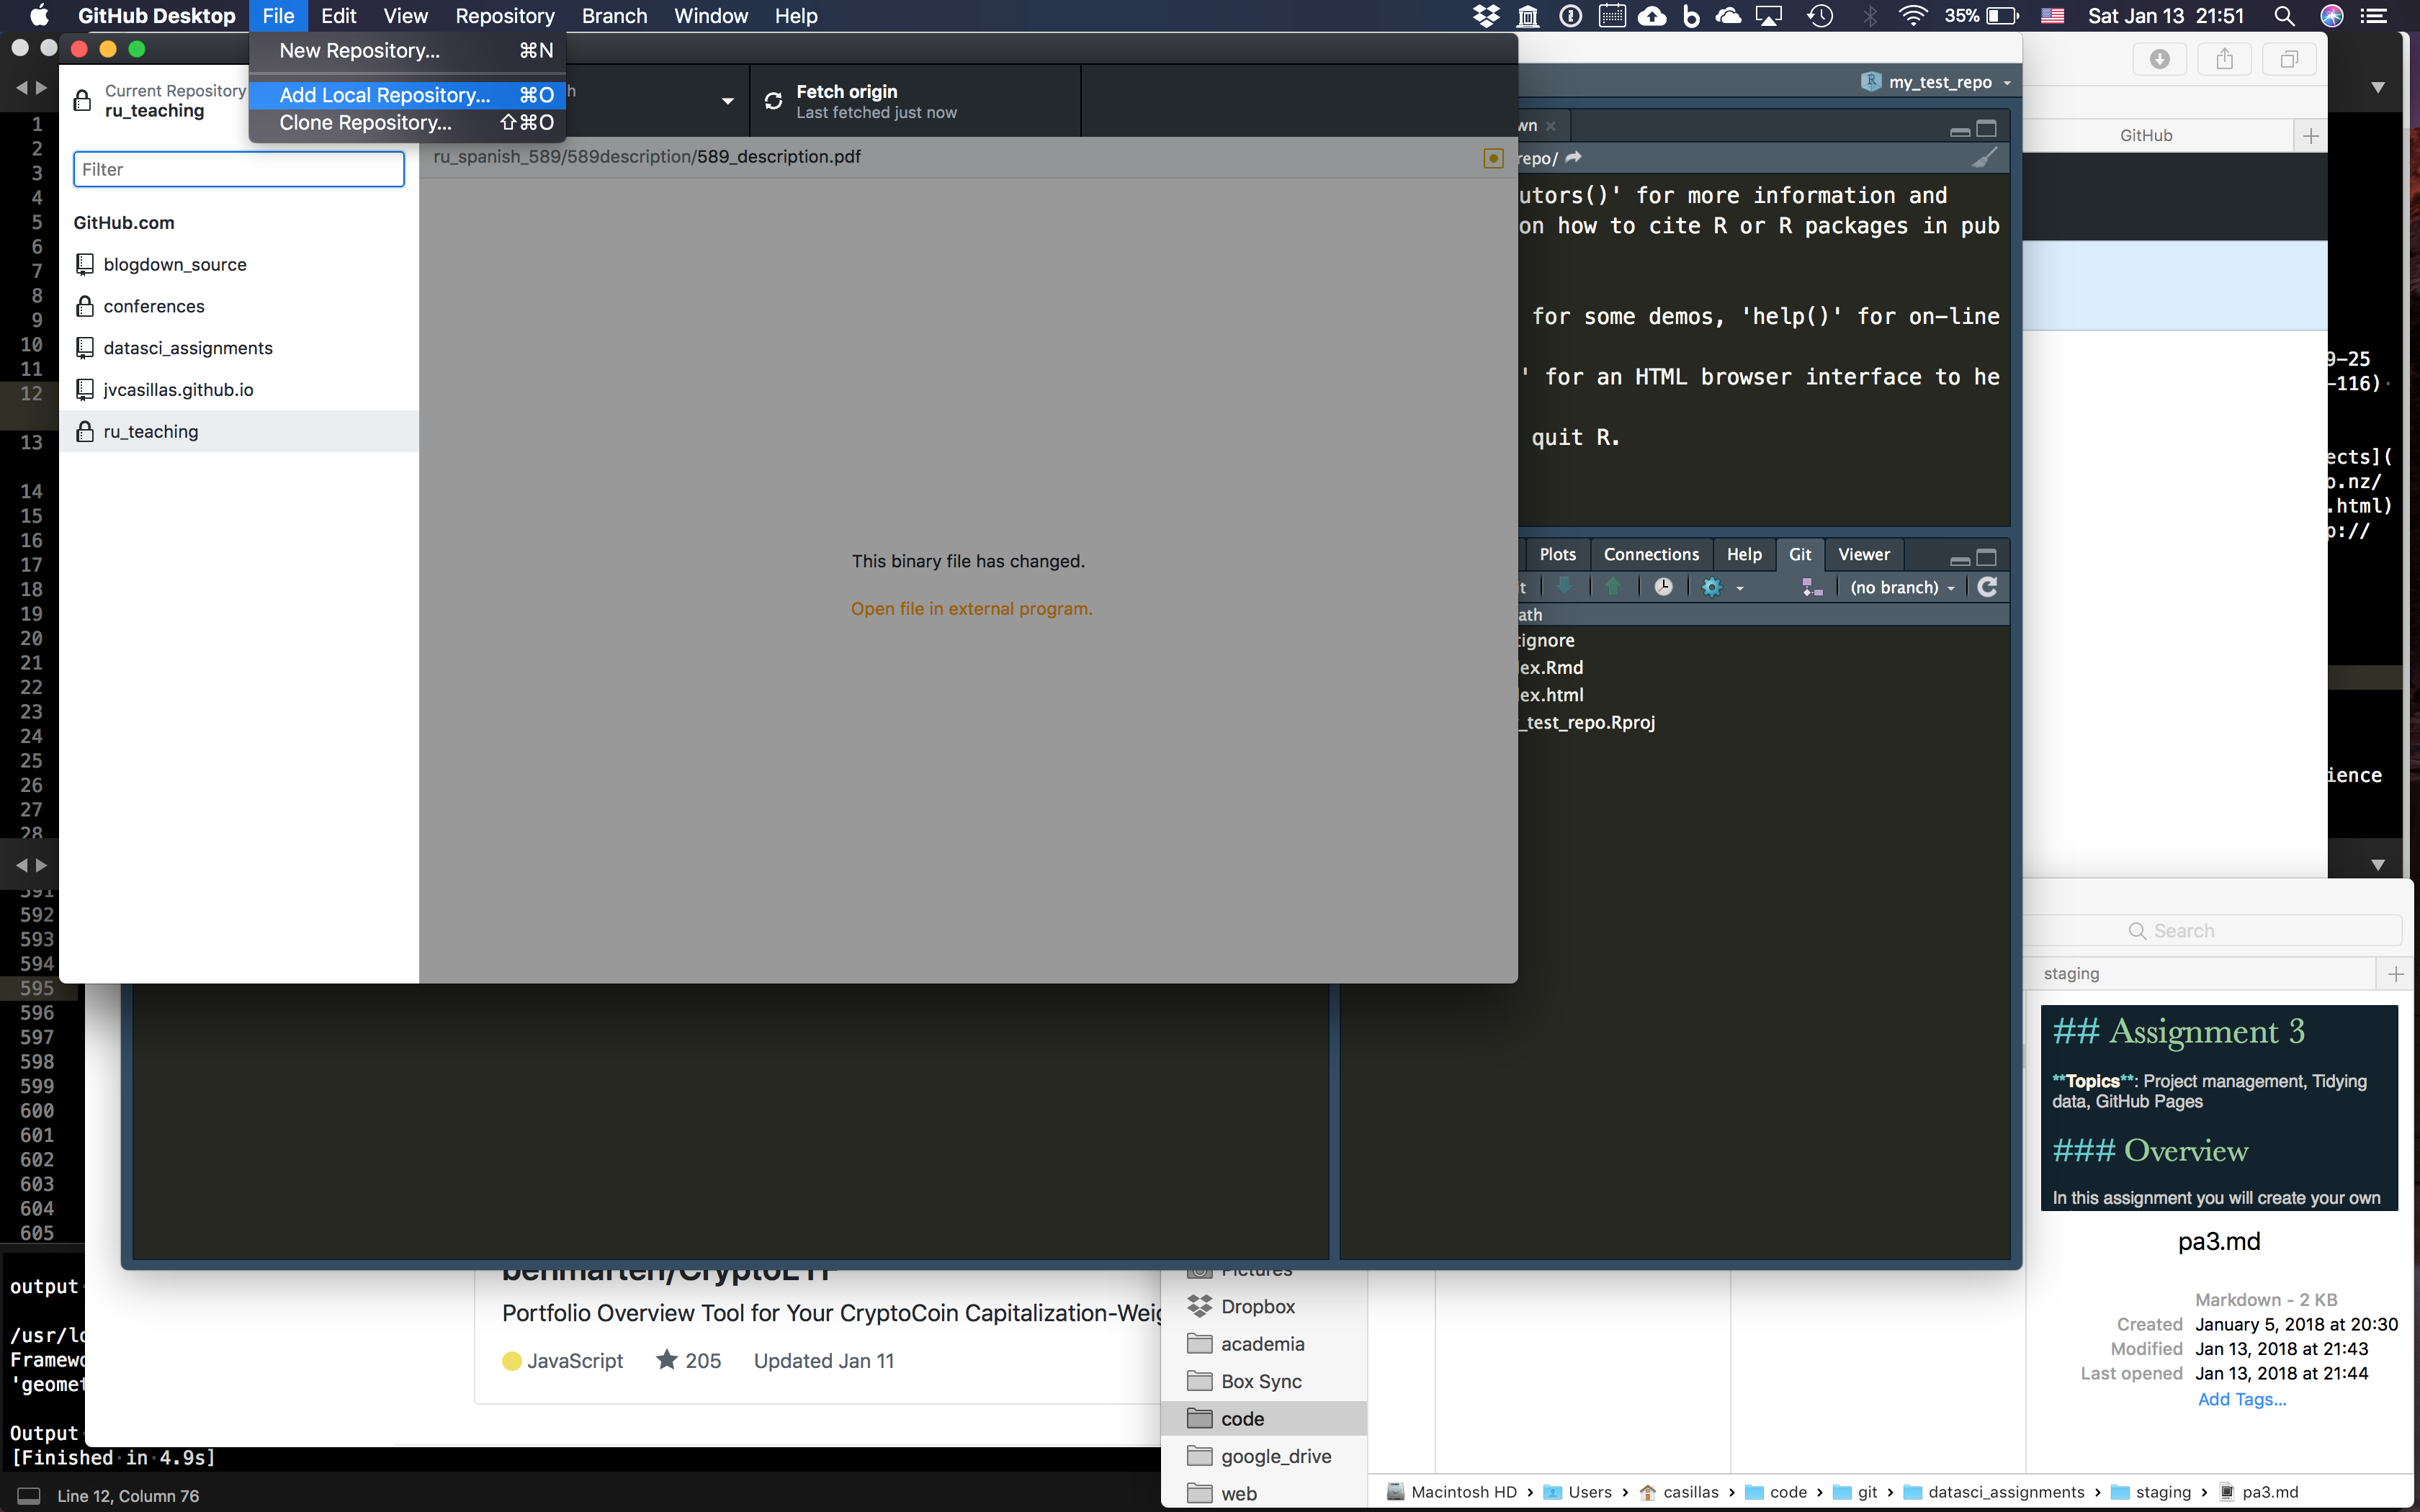 GitHub Desktop File Edit View Repository Branch Window Help 35% Sat Jan 13 21:51
New Repository... ⌘N
Add Local Repository... ⌘O
Clone Repository... ⇧⌘O
Current Repository
ru_teaching
Fetch origin
Last fetched just now
Filter
GitHub.com
blogdown_source
conferences
datasci_assignments
jvcasillas.github.io
ru_teaching
ru_spanish_589/589description/589_description.pdf
This binary file has changed.
Open file in external program.
my_test_repo
wn
repo/
utors()' for more information and
on how to cite R or R packages in pub
for some demos, 'help()' for on-line
' for an HTML browser interface to he
quit R.
Plots Connections Help Git Viewer
(no branch)
ath
ignore
ex.Rmd
ex.html
_test_repo.Rproj
GitHub
9-25
-116)
ects](
o.nz/
.html)
p://
ience
1
2
3
4
5
6
7
8
9
10
11
12
13
14
15
16
17
18
19
20
21
22
23
24
25
26
27
28
591
592
593
594
595
596
597
598
599
600
601
602
603
604
605
output
/usr/lo
Framewo
'geomet
Output
[Finished in 4.9s]
Line 12, Column 76
benmarten/CryptoETF
Portfolio Overview Tool for Your CryptoCoin Capitalization-Weig
JavaScript 205 Updated Jan 11
Search
staging
Pictures
Dropbox
academia
Box Sync
code
google_drive
web
## Assignment 3
**Topics**: Project management, Tidying
data, GitHub Pages
### Overview
In this assignment you will create your own
pa3.md
Markdown - 2 KB
Created January 5, 2018 at 20:30
Modified Jan 13, 2018 at 21:43
Last opened Jan 13, 2018 at 21:44
Add Tags...
Macintosh HD › Users › casillas › code › git › datasci_assignments › staging › pa3.md